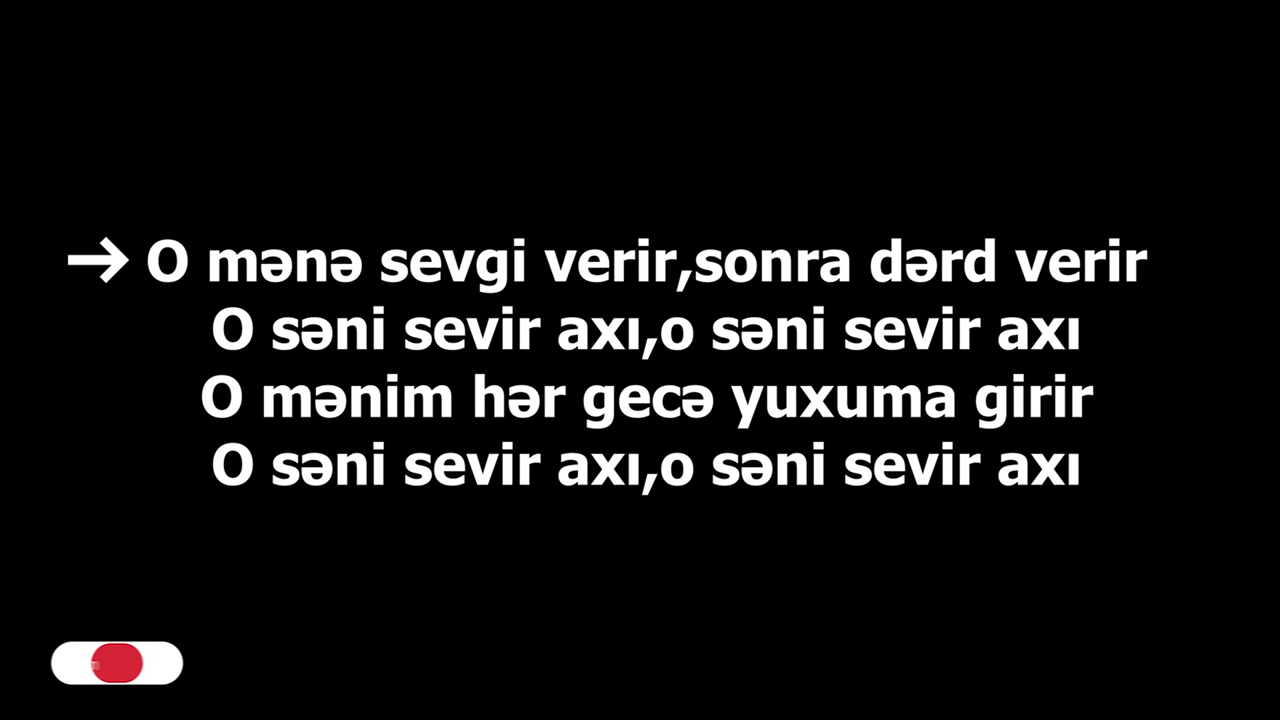 → O mənə sevgi verir,sonra dərd verir
O səni sevir axı,o səni sevir axı
O mənim hər gecə yuxuma girir
O səni sevir axı,o səni sevir axı